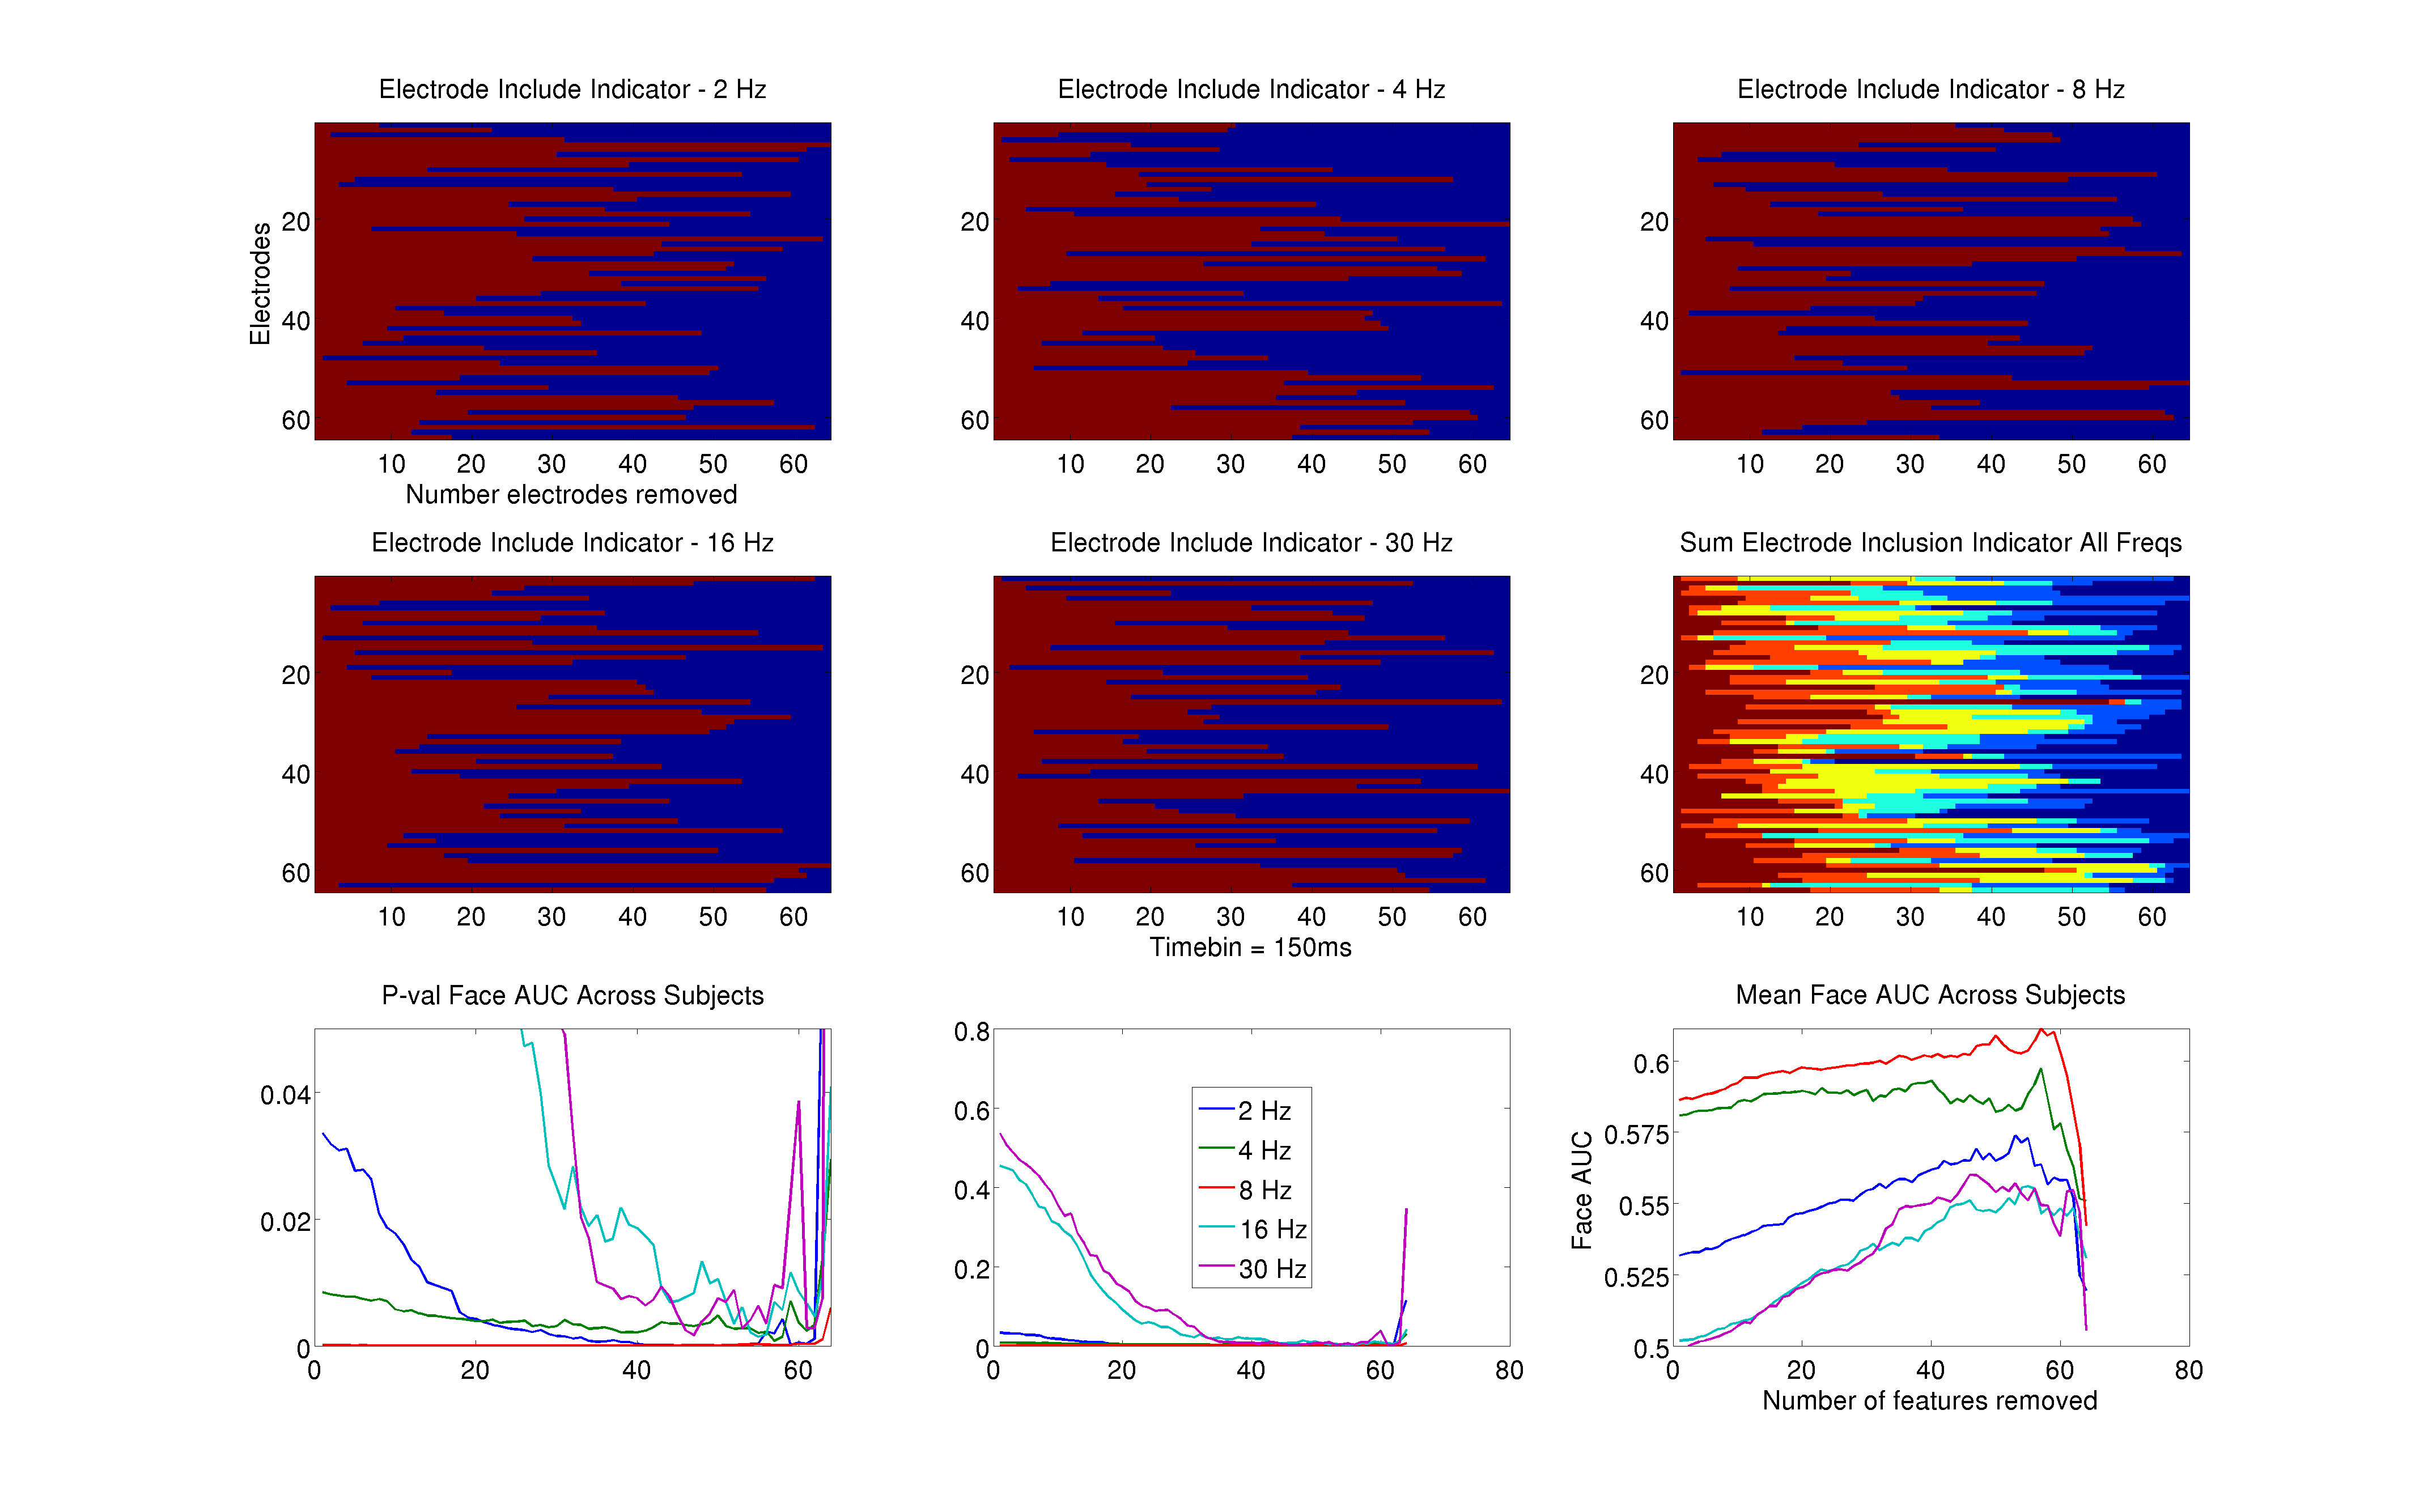 Electrode Include Indicator - 2 Hz
Electrodes
20
40
60
10 20 30 40 50 60
Number electrodes removed
Electrode Include Indicator - 4 Hz
20
40
60
10 20 30 40 50 60
Electrode Include Indicator - 8 Hz
20
40
60
10 20 30 40 50 60
Electrode Include Indicator - 16 Hz
20
40
60
10 20 30 40 50 60
Electrode Include Indicator - 30 Hz
20
40
60
10 20 30 40 50 60
Timebin = 150ms
Sum Electrode Inclusion Indicator All Freqs
20
40
60
10 20 30 40 50 60
P-val Face AUC Across Subjects
0.04
0.02
0
0 20 40 60
0.8
0.6
0.4
0.2
0
0 20 40 60 80
2 Hz
4 Hz
8 Hz
16 Hz
30 Hz
Mean Face AUC Across Subjects
Face AUC
0.6
0.575
0.55
0.525
0.5
0 20 40 60 80
Number of features removed